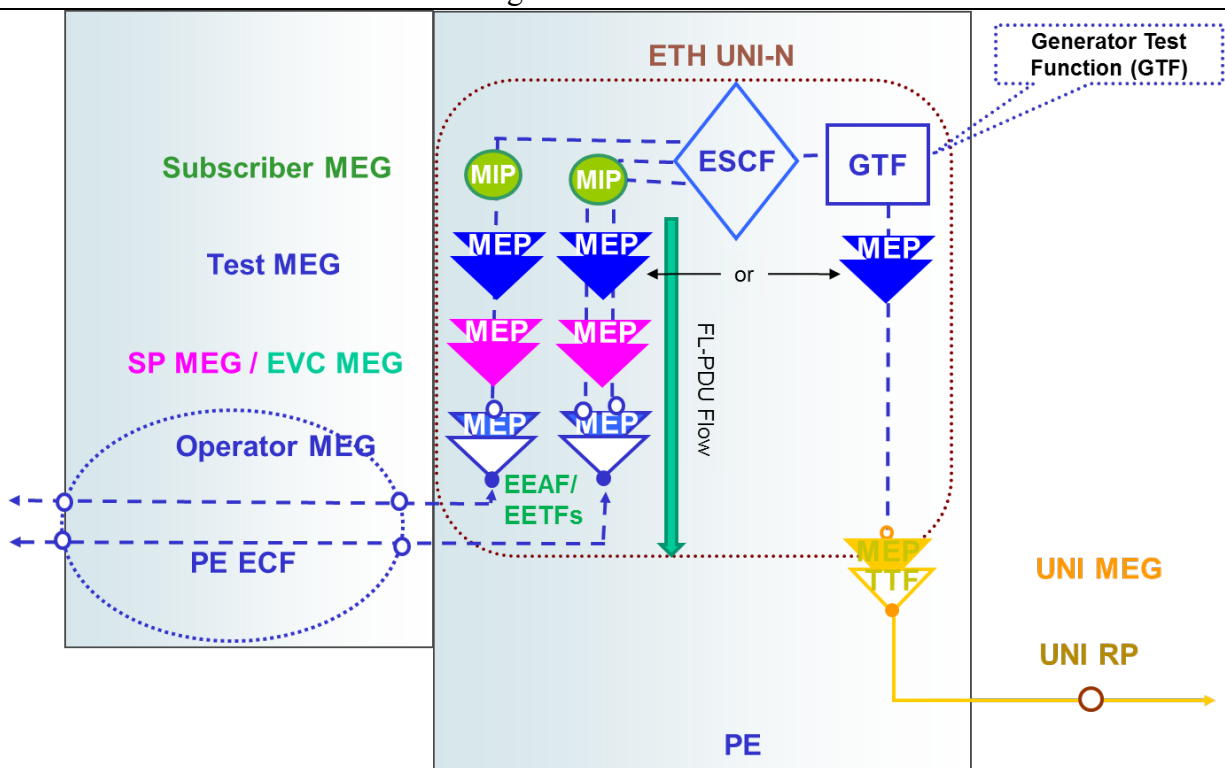 g
Generator Test
Function (GTF)
ETH UNI-N
ESCF
GTF
Subscriber MEG
MIP
MIP
Test MEG
MEP
MEP
MEP
or
SP MEG / EVC MEG
MEP
MEP
FL-PDU Flow
Operator MEG
MEP
MEP
EEAF/
EETFs
PE ECF
MEP
TTF
UNI MEG
UNI RP
PE